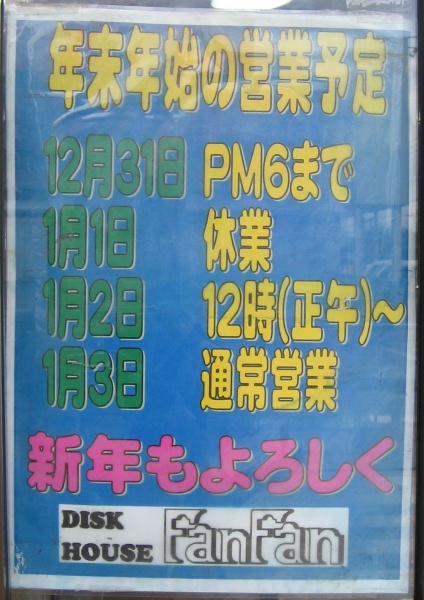 年末年始の営業予定
12月31日 PM6まで
1月1日 休業
1月2日 12時(正午)～
1月3日 通常営業
新年もよろしく
DISK HOUSE FanFan